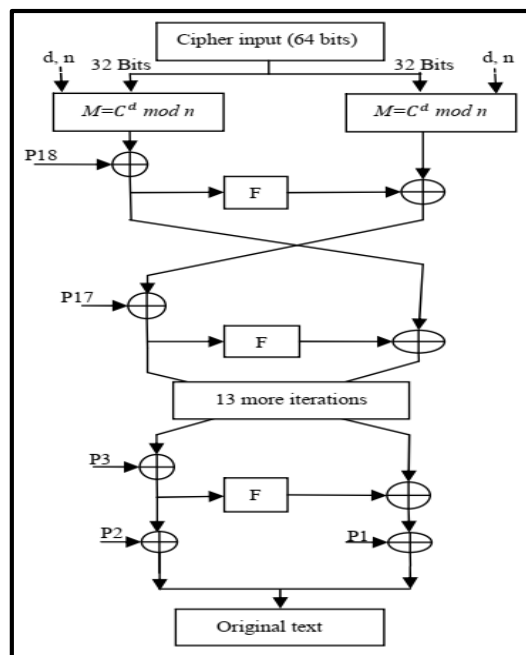 Cipher input (64 bits)
d, n
32 Bits
32 Bits
d, n
M=C^d mod n
M=C^d mod n
P18
F
P17
F
13 more iterations
P3
F
P2
P1
Original text